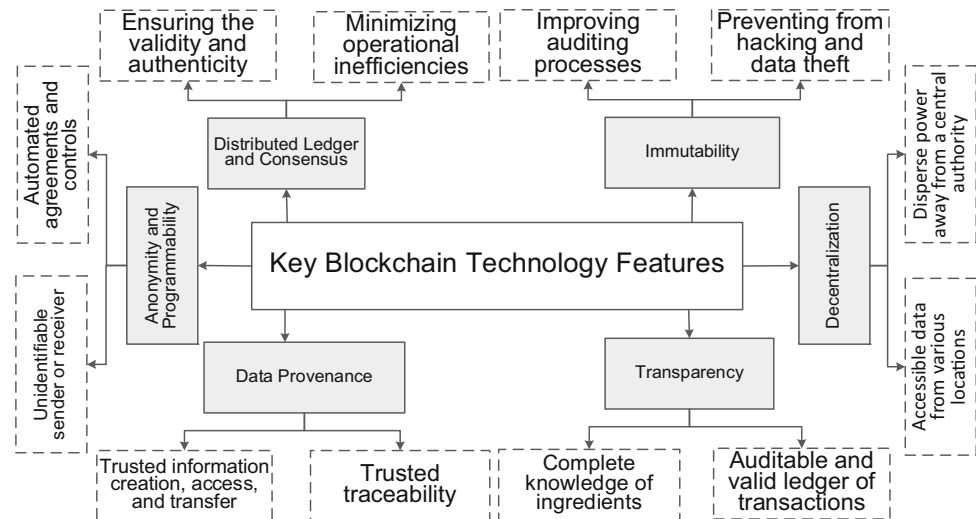 Ensuring the
validity and
authenticity
Minimizing
operational
inefficiencies
Improving
auditing
processes
Preventing from
hacking and
data theft
Automated
agreements and
controls
Distributed Ledger
and Consensus
Immutability
Disperse power
away from a central
authority
Anonymity and
Programmability
Key Blockchain Technology Features
Decentralization
Unidentifiable
sender or receiver
Data Provenance
Transparency
Accessible data
from various
locations
Trusted information
creation, access,
and transfer
Trusted
traceability
Complete
knowledge of
ingredients
Auditable and
valid ledger of
transactions